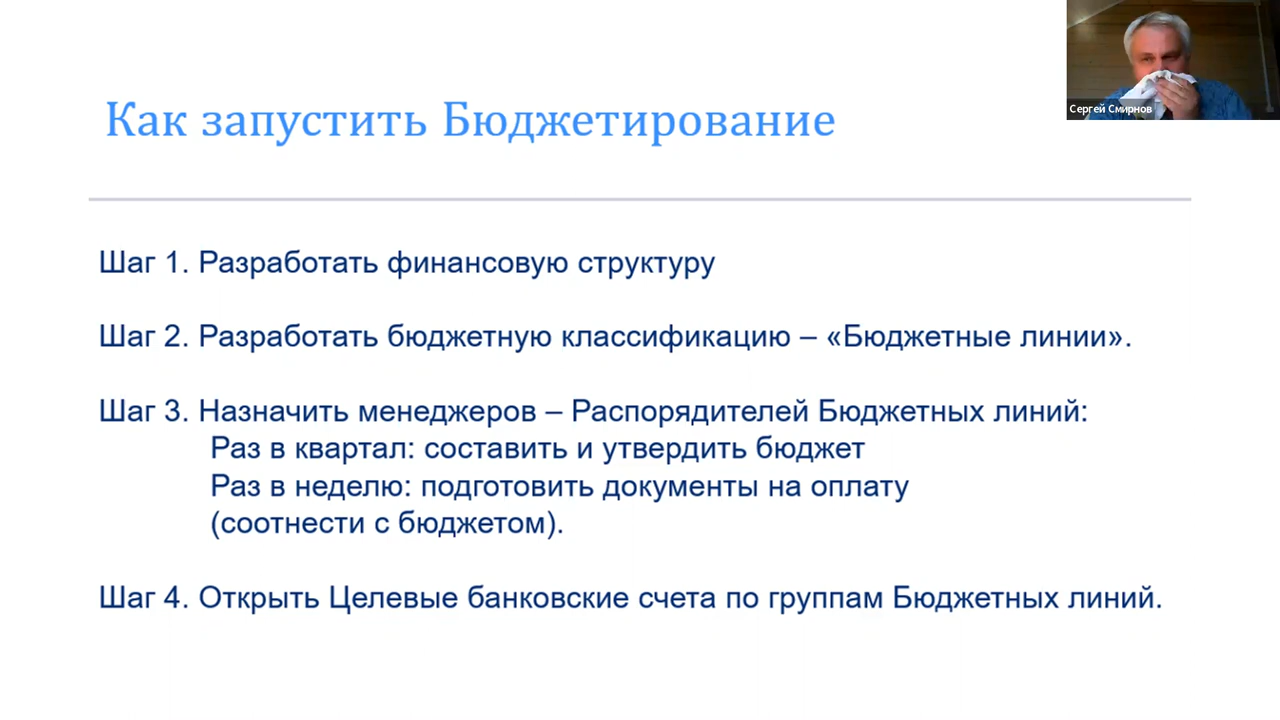 Как запустить Бюджетирование
Сергей Смирнов
Шаг 1. Разработать финансовую структуру
Шаг 2. Разработать бюджетную классификацию – «Бюджетные линии».
Шаг 3. Назначить менеджеров – Распорядителей Бюджетных линий:
Раз в квартал: составить и утвердить бюджет
Раз в неделю: подготовить документы на оплату
(соотнести с бюджетом).
Шаг 4. Открыть Целевые банковские счета по группам Бюджетных линий.